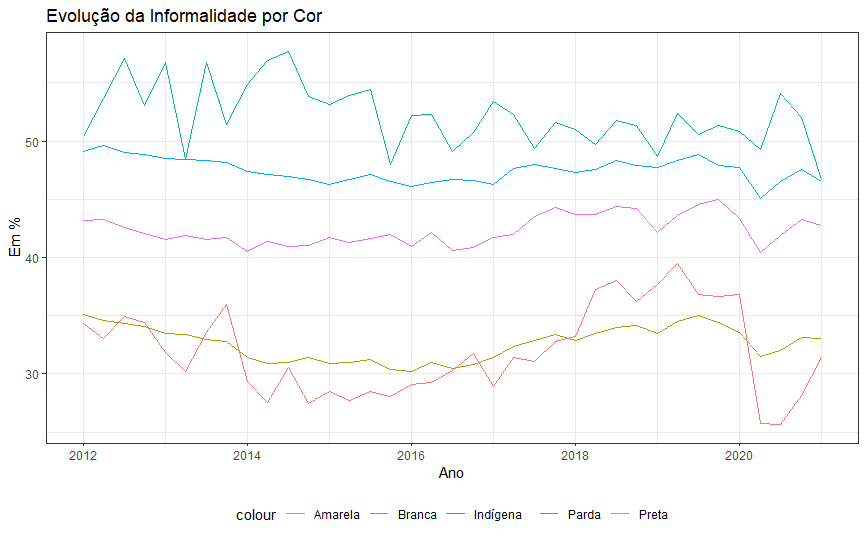 Evolução da Informalidade por Cor
Em %
50
40
30
2012 2014 2016 2018 2020
Ano
colour Amarela Branca Indígena Parda Preta